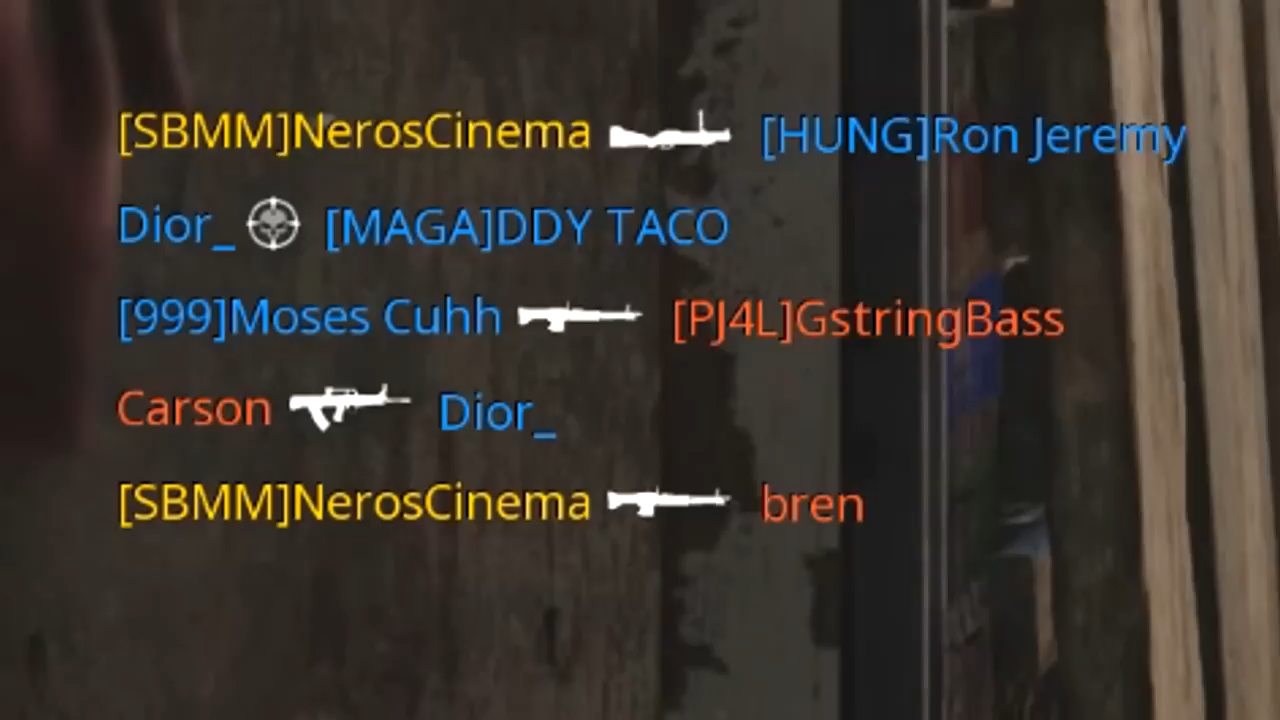 [SBMM]NerosCinema [HUNG]Ron Jeremy
Dior_ [MAGA]DDY TACO
[999]Moses Cuhh [PJ4L]GstringBass
Carson Dior_
[SBMM]NerosCinema bren